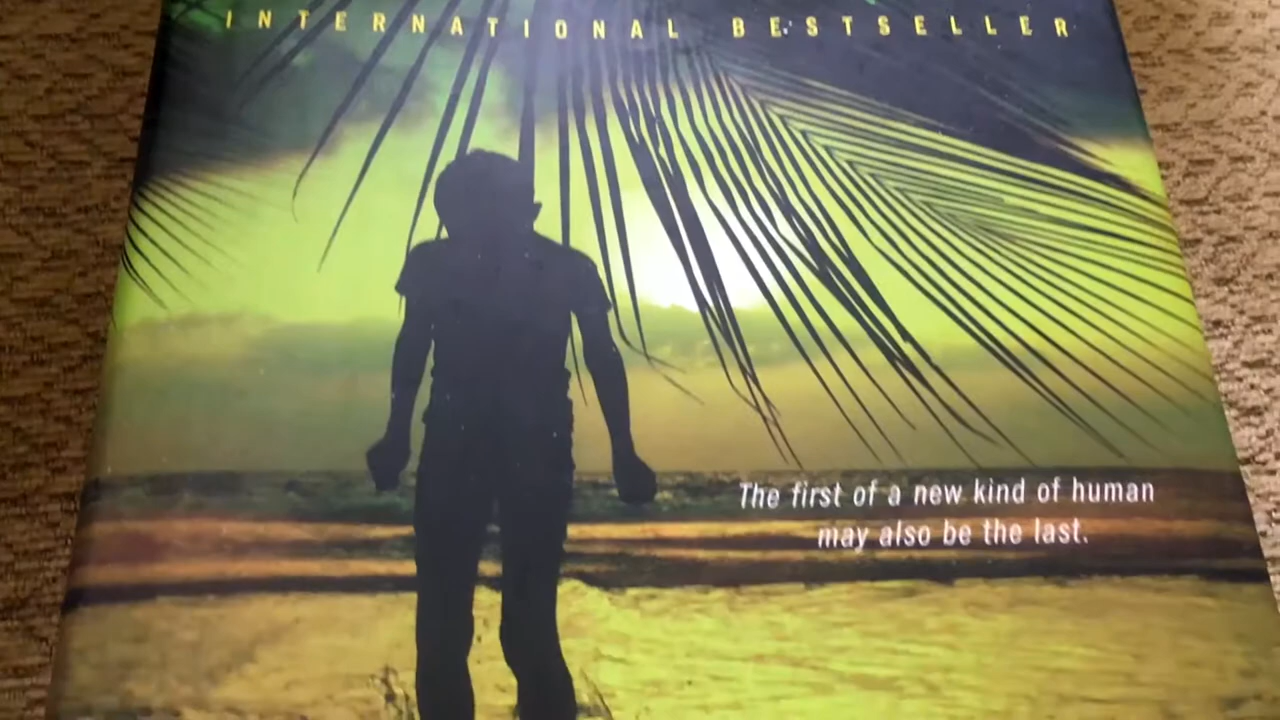 INTERNATIONAL BESTSELLER
The first of a new kind of human
may also be the last.